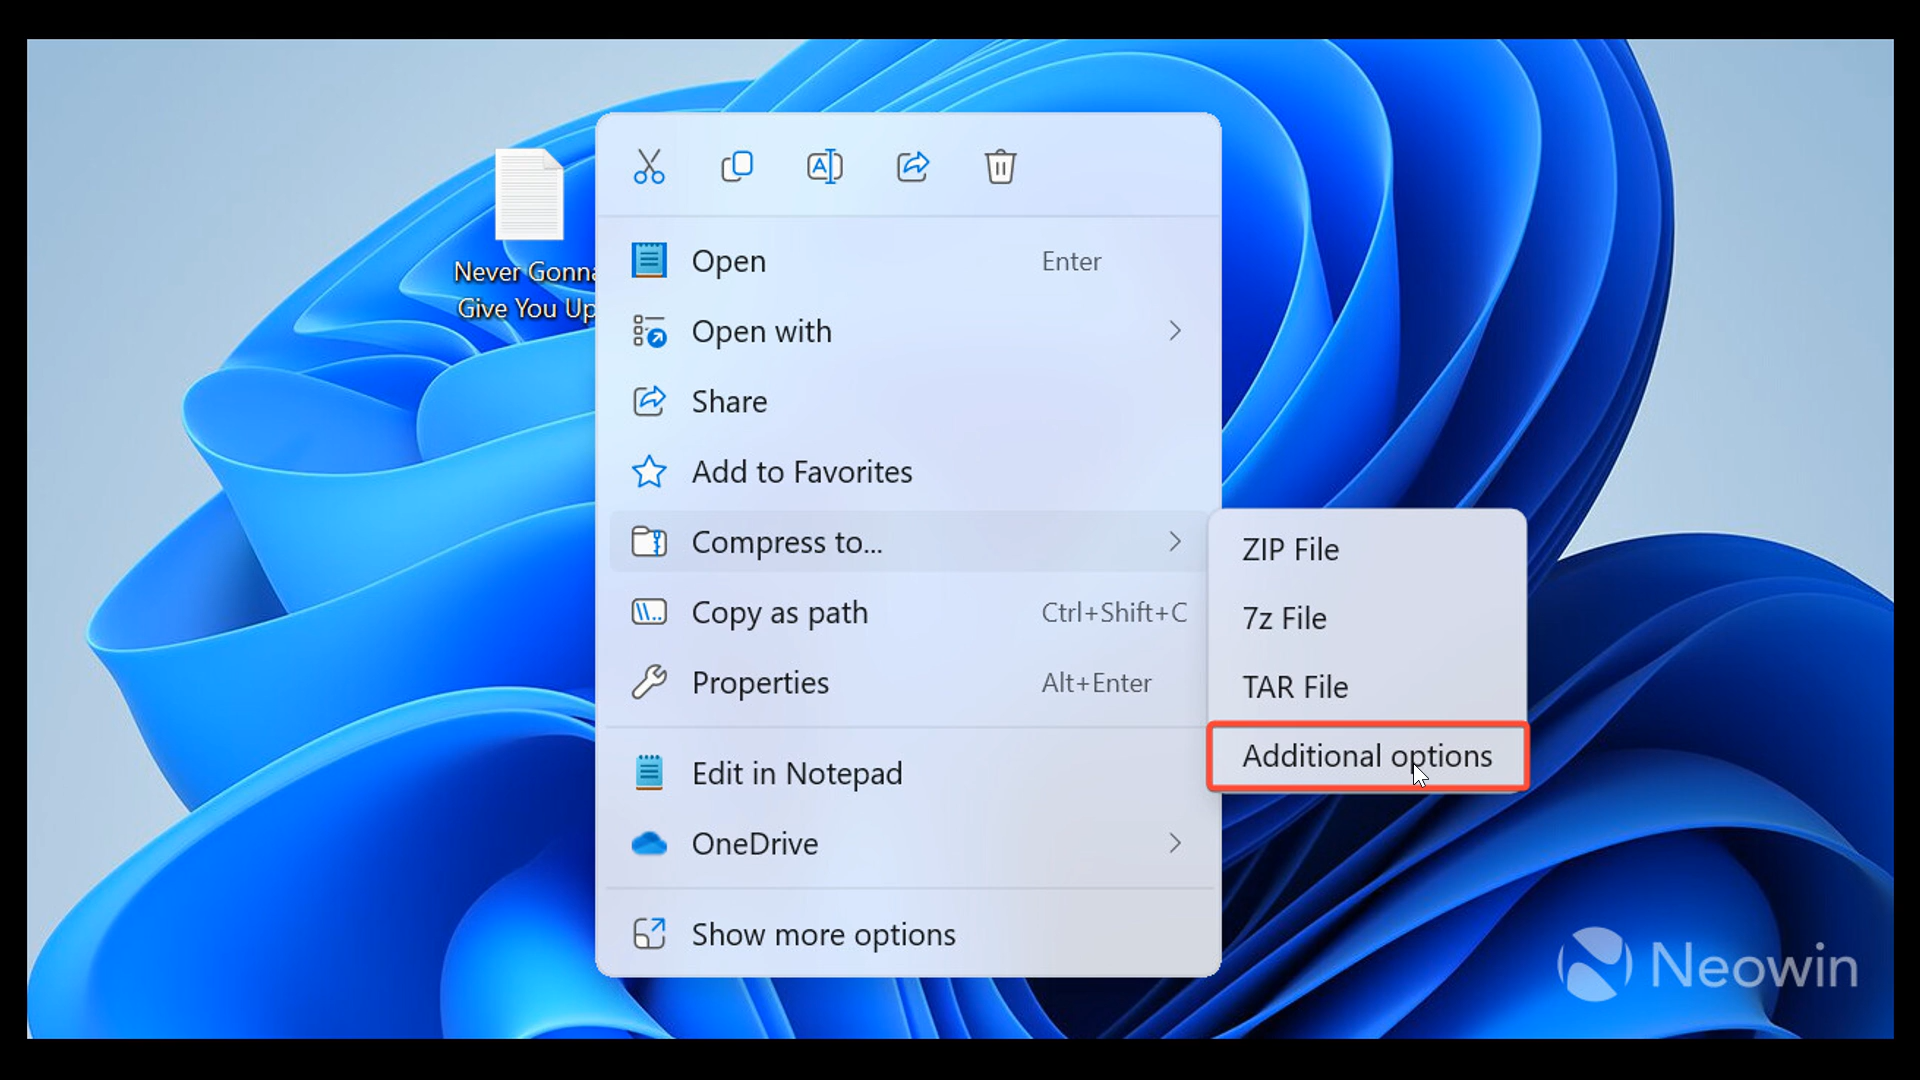 Never Gonna
Give You Up
Open Enter
Open with
Share
Add to Favorites
Compress to...
Copy as path Ctrl+Shift+C
Properties Alt+Enter
Edit in Notepad
OneDrive
Show more options
ZIP File
7z File
TAR File
Additional options
Neowin